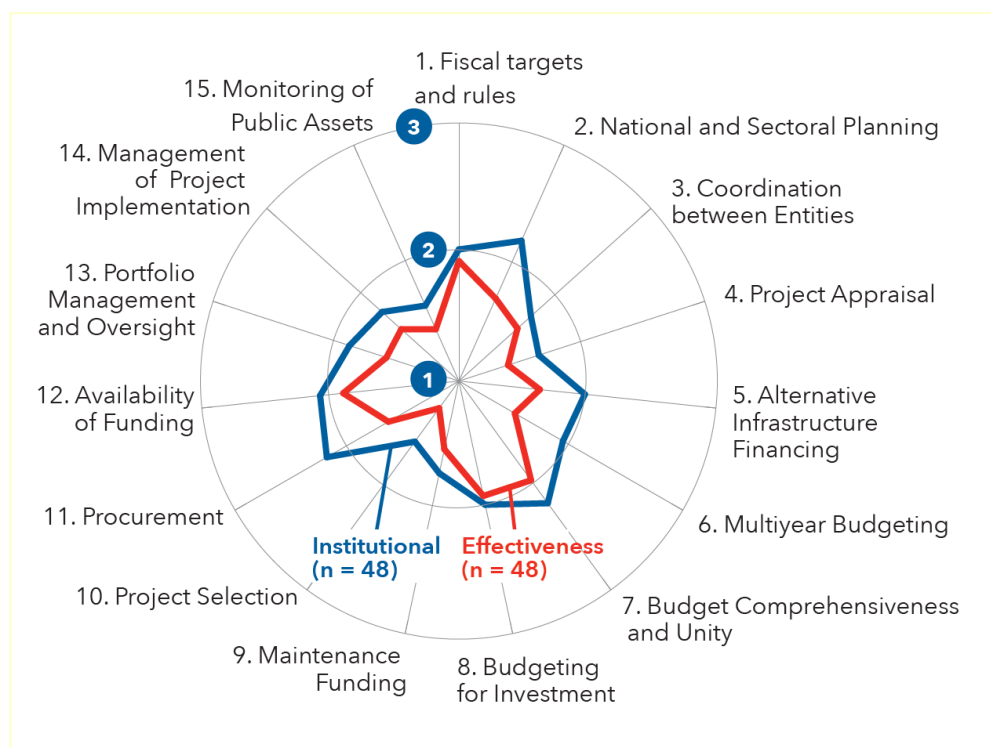 1. Fiscal targets
and rules
2. National and Sectoral Planning
3. Coordination
between Entities
4. Project Appraisal
5. Alternative
Infrastructure
Financing
6. Multiyear Budgeting
7. Budget Comprehensiveness
and Unity
8. Budgeting
for Investment
9. Maintenance
Funding
10. Project Selection
11. Procurement
12. Availability
of Funding
13. Portfolio
Management
and Oversight
14. Management
of Project
Implementation
15. Monitoring of
Public Assets
3
2
1
Institutional
(n = 48)
Effectiveness
(n = 48)